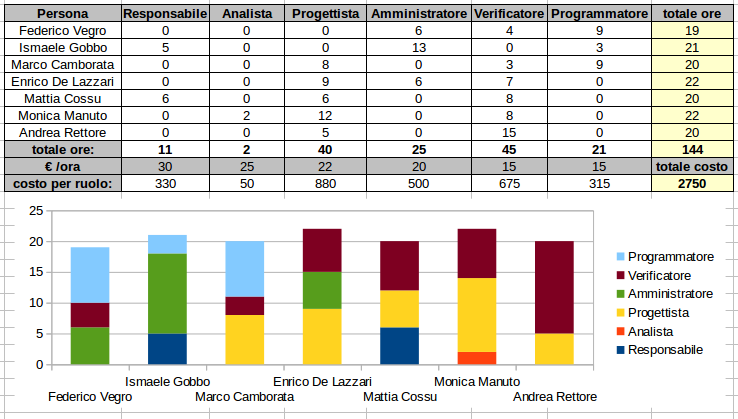 Persona Responsabile Analista Progettista Amministratore Verificatore Programmatore totale ore
Federico Vegro 0 0 0 6 4 9 19
Ismaele Gobbo 5 0 0 13 0 3 21
Marco Camborata 0 0 8 0 3 9 20
Enrico De Lazzari 0 0 9 6 7 0 22
Mattia Cossu 6 0 6 0 8 0 20
Monica Manuto 0 2 12 0 8 0 22
Andrea Rettore 0 0 5 0 15 0 20
totale ore: 11 2 40 25 45 21 144
€ /ora 30 25 22 20 15 15 totale costo
costo per ruolo: 330 50 880 500 675 315 2750
25
20
15
10
5
0
Ismaele Gobbo Enrico De Lazzari Monica Manuto
Federico Vegro Marco Camborata Mattia Cossu Andrea Rettore
Programmatore
Verificatore
Amministratore
Progettista
Analista
Responsabile